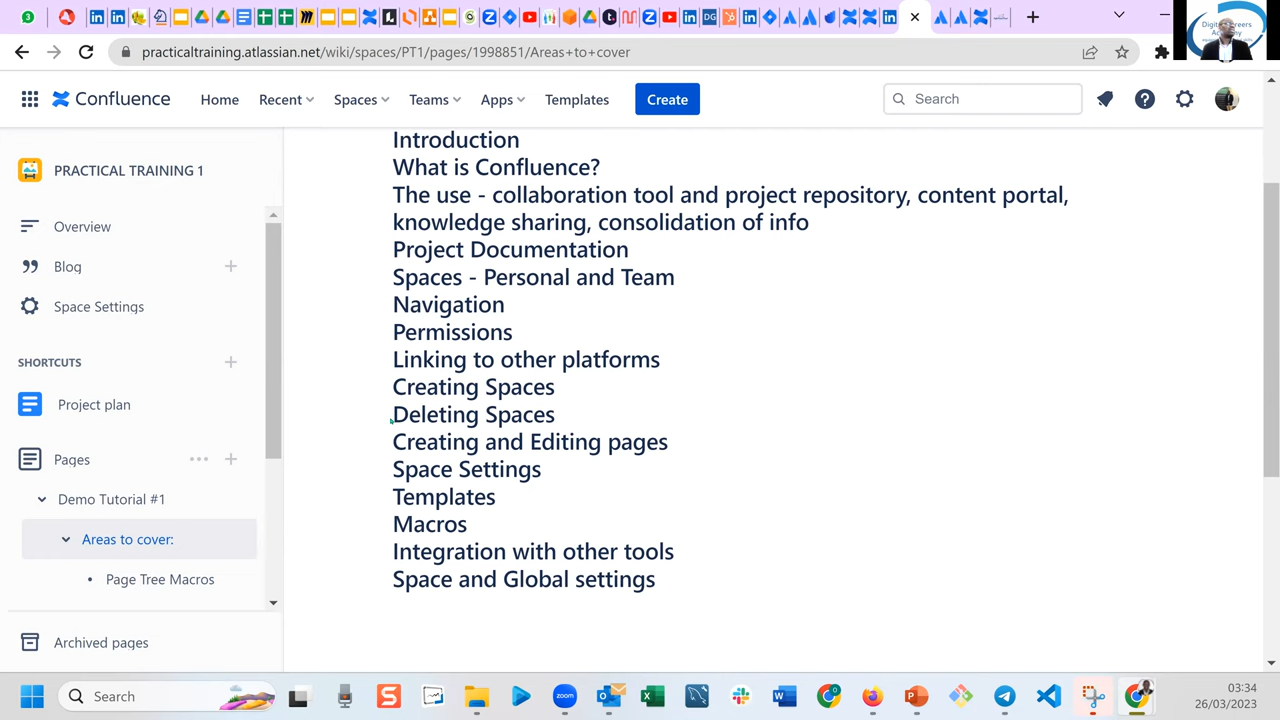 practicaltraining.atlassian.net/wiki/spaces/PT1/pages/1998851/Areas+to+cover
Confluence
Home
Recent
Spaces
Teams
Apps
Templates
Create
Search
PRACTICAL TRAINING 1
Overview
Blog
Space Settings
SHORTCUTS
Project plan
Pages
Demo Tutorial #1
Areas to cover:
Page Tree Macros
Archived pages
Introduction
What is Confluence?
The use - collaboration tool and project repository, content portal,
knowledge sharing, consolidation of info
Project Documentation
Spaces - Personal and Team
Navigation
Permissions
Linking to other platforms
Creating Spaces
Deleting Spaces
Creating and Editing pages
Space Settings
Templates
Macros
Integration with other tools
Space and Global settings
Search
zoom
03:34
26/03/2023